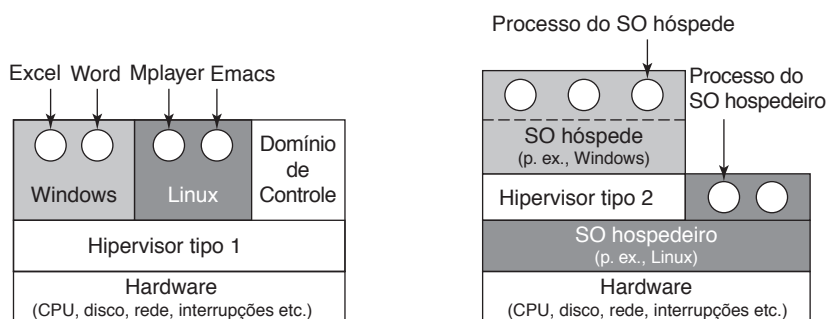 Excel Word Mplayer Emacs
Windows
Linux
Domínio
de
Controle
Hipervisor tipo 1
Hardware
(CPU, disco, rede, interrupções etc.)
Processo do SO hóspede
Processo do
SO hospedeiro
SO hóspede
(p. ex., Windows)
Hipervisor tipo 2
SO hospedeiro
(p. ex., Linux)
Hardware
(CPU, disco, rede, interrupções etc.)